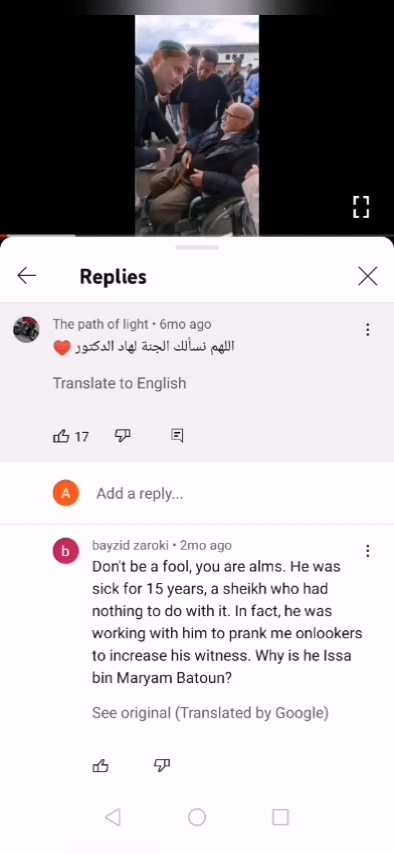 Replies
The path of light • 6mo ago
اللهم نسألك الجنة لهاد الدكتور ❤️
Translate to English
17
A
Add a reply...
b
bayzid zaroki • 2mo ago
Don't be a fool, you are alms. He was
sick for 15 years, a sheikh who had
nothing to do with it. In fact, he was
working with him to prank me onlookers
to increase his witness. Why is he Issa
bin Maryam Batoun?
See original (Translated by Google)